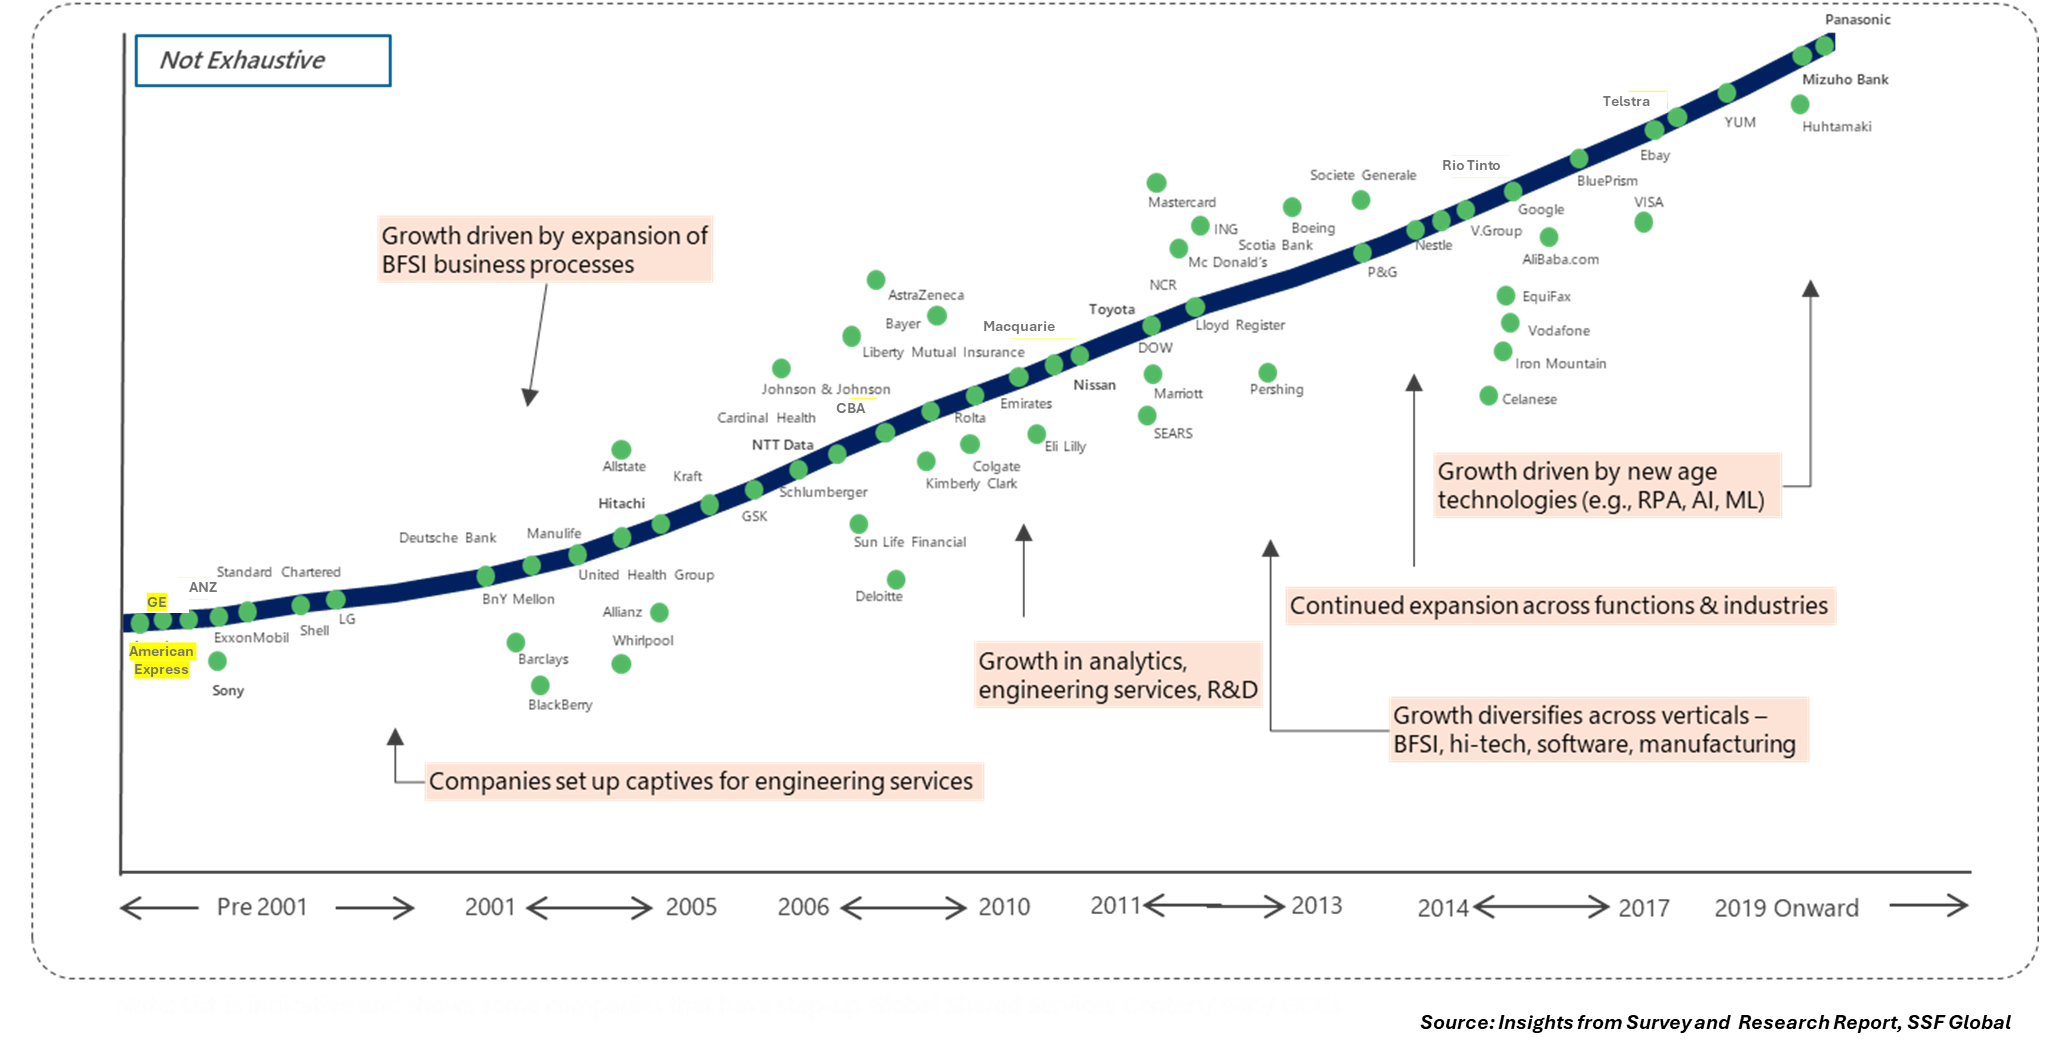 Not Exhaustive
Panasonic
Mizuho Bank
Telstra
YUM
Huhtamaki
Ebay
Rio Tinto
BluePrism
Societe Generale
VISA
Mastercard
Google
Growth driven by expansion of
BFSI business processes
ING
Boeing
V.Group
Scotia Bank
Nestle
Mc Donald's
AliBaba.com
P&G
NCR
AstraZeneca
EquiFax
Toyota
Bayer
Macquarie
Lloyd Register
Vodafone
Liberty Mutual Insurance
DOW
Iron Mountain
Johnson & Johnson
Nissan
Marriott
Pershing
CBA
Emirates
Celanese
Cardinal Health
Rolta
SEARS
NTT Data
Eli Lilly
Allstate
Colgate
Kraft
Kimberly Clark
Growth driven by new age
technologies (e.g., RPA, AI, ML)
Schlumberger
Hitachi
GSK
Deutsche Bank
Manulife
Sun Life Financial
Standard Chartered
United Health Group
ANZ
GE
BnY Mellon
Deloitte
Continued expansion across functions & industries
Allianz
LG
Shell
ExxonMobil
Whirlpool
American
Express
Barclays
Growth in analytics,
engineering services, R&D
Sony
BlackBerry
Growth diversifies across verticals –
BFSI, hi-tech, software, manufacturing
Companies set up captives for engineering services
Pre 2001
2001
2005
2006
2010
2011
2013
2014
2017
2019 Onward
Source: Insights from Survey and Research Report, SSF Global